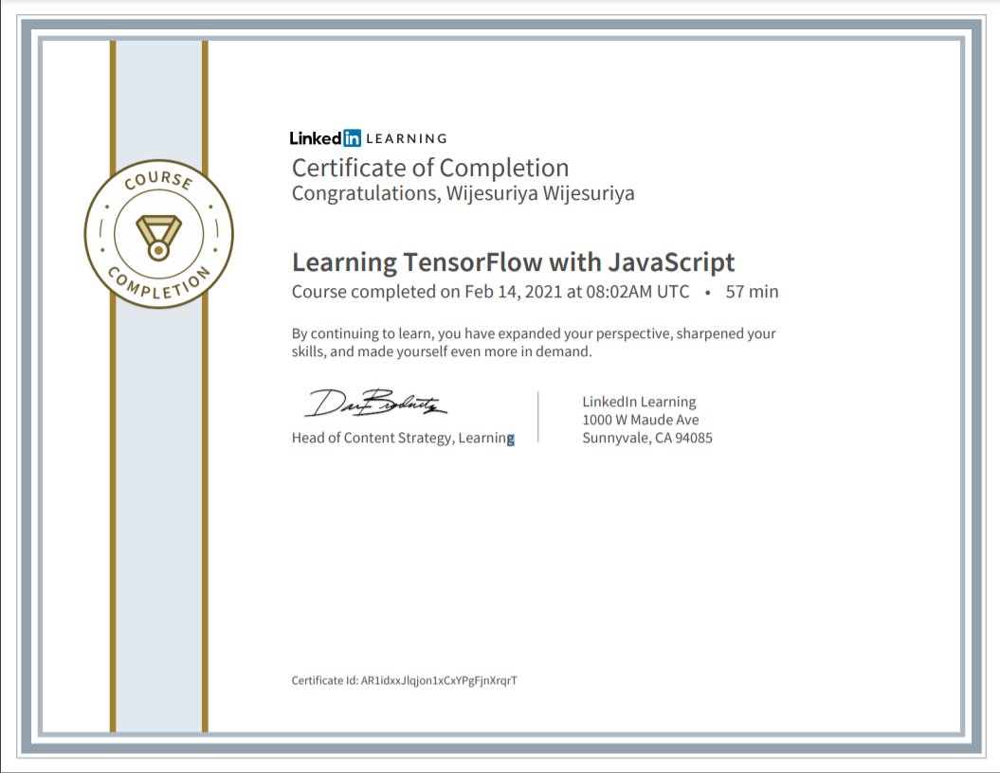 COURSE
COMPLETION
Linkedin LEARNING
Certificate of Completion
Congratulations, Wijesuriya Wijesuriya
Learning TensorFlow with JavaScript
Course completed on Feb 14, 2021 at 08:02AM UTC • 57 min
By continuing to learn, you have expanded your perspective, sharpened your
skills, and made yourself even more in demand.
Head of Content Strategy, Learning
LinkedIn Learning
1000 W Maude Ave
Sunnyvale, CA 94085
Certificate Id: AR1idxxJlqjon1xCxYPgFjnXrqrT